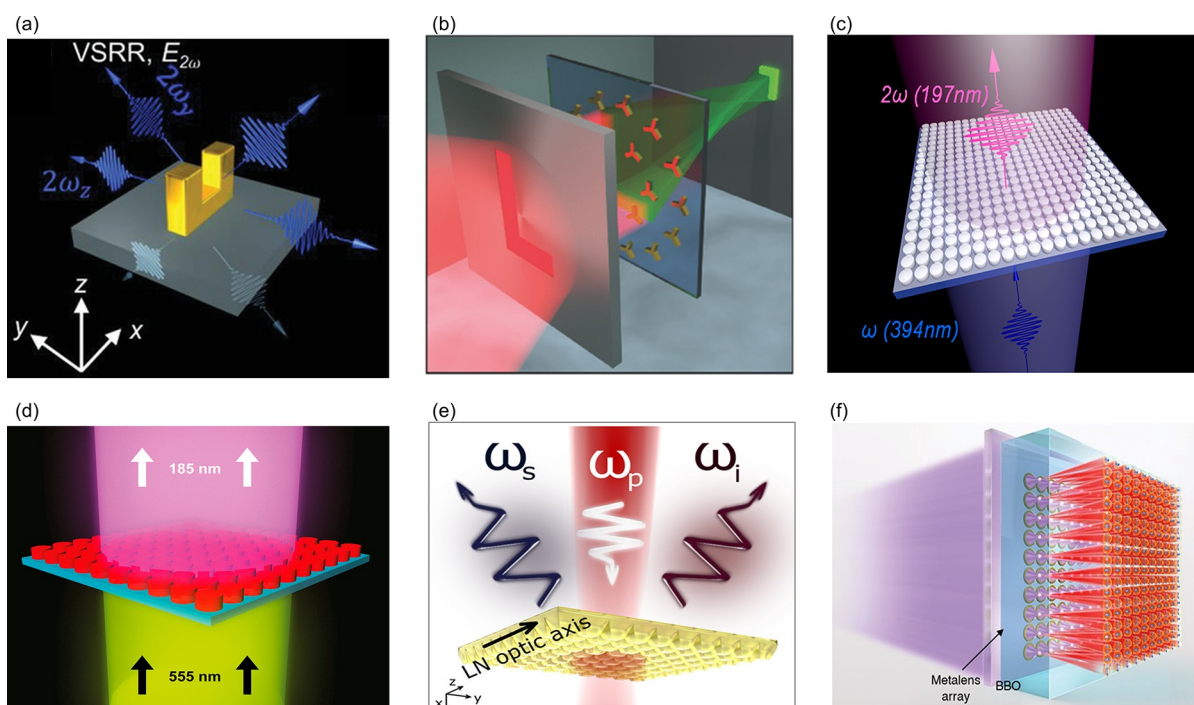 (a)
VSRR, E2ω
2ωy
2ωz
z
y
x
(b)
(c)
2ω (197nm)
ω (394nm)
(d)
185 nm
555 nm
(e)
ωs
ωp
ωi
LN optic axis
z
x
y
(f)
Metalens
array
BBO